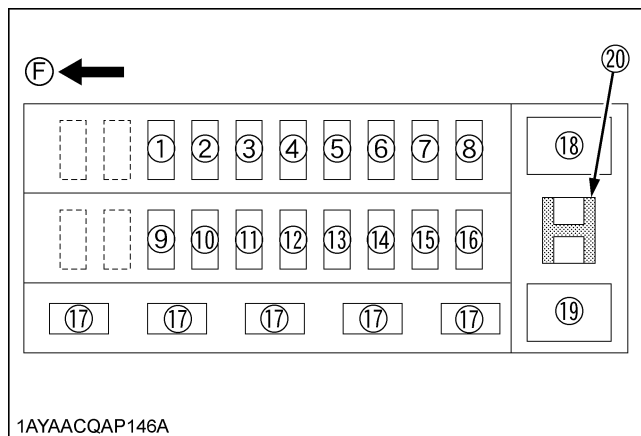 Ⓕ
⑳
① ② ③ ④ ⑤ ⑥ ⑦ ⑧ ⑱
⑨ ⑩ ⑪ ⑫ ⑬ ⑭ ⑮ ⑯
⑰ ⑰ ⑰ ⑰ ⑰ ⑲
1AYAACQAP146A